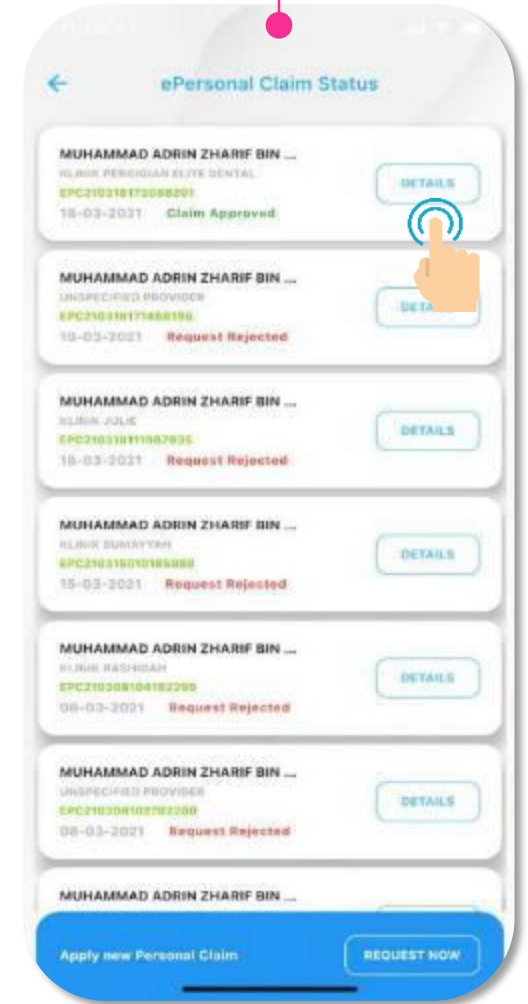 ePersonal Claim Status
MUHAMMAD ADRIN ZHARIF BIN ...
KLINIK PERGIGIAN ELITE DENTAL
DETAILS
18-03-2021 Claim Approved
MUHAMMAD ADRIN ZHARIF BIN ...
UNSPECIFIED PROVIDER
18-03-2021 Request Rejected
MUHAMMAD ADRIN ZHARIF BIN ...
KLINIK JULIE
DETAILS
18-03-2021 Request Rejected
MUHAMMAD ADRIN ZHARIF BIN ...
KLINIK SUMAYYAH
DETAILS
15-03-2021 Request Rejected
MUHAMMAD ADRIN ZHARIF BIN ...
KLINIK RASHIDAH
DETAILS
08-03-2021 Request Rejected
MUHAMMAD ADRIN ZHARIF BIN ...
UNSPECIFIED PROVIDER
DETAILS
08-03-2021 Request Rejected
MUHAMMAD ADRIN ZHARIF BIN ...
Apply new Personal Claim
REQUEST NOW